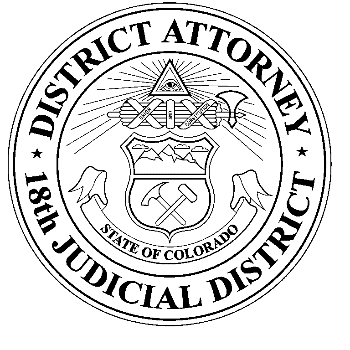 DISTRICT ATTORNEY
STATE OF COLORADO
18th JUDICIAL DISTRICT